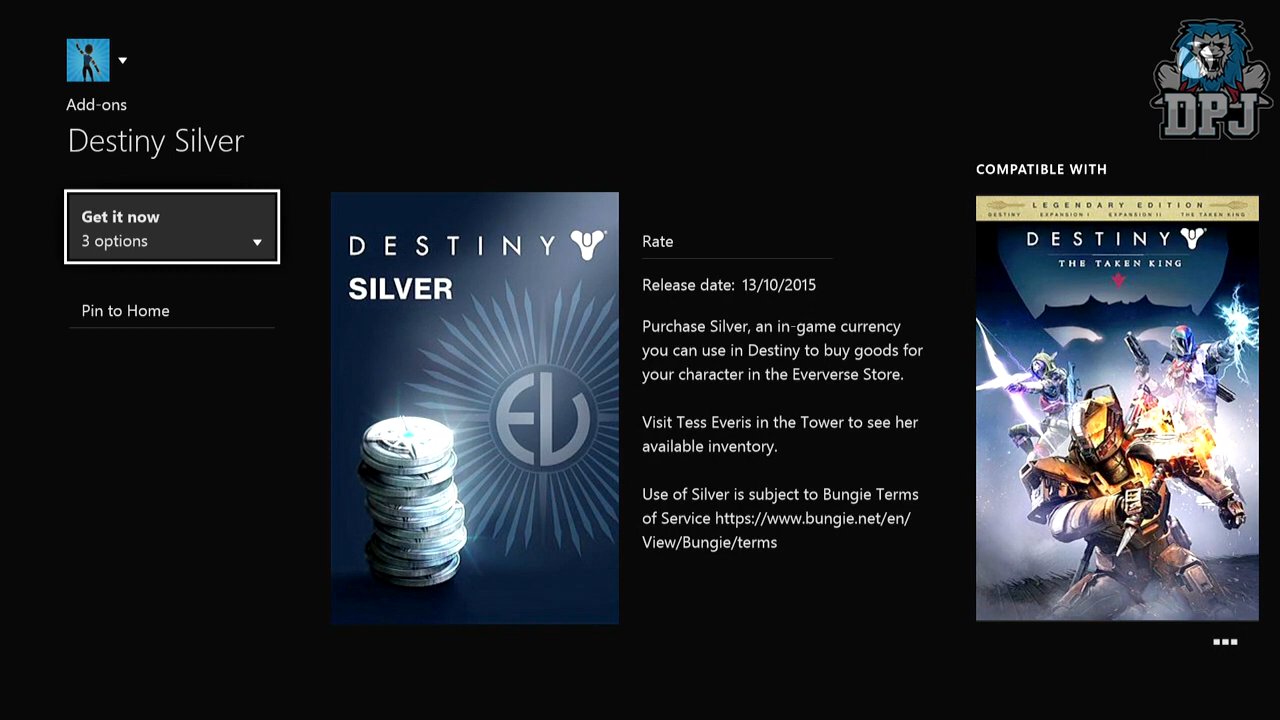 Add-ons
Destiny Silver
Get it now
3 options
Pin to Home
DESTINY
SILVER
EV
Rate
Release date: 13/10/2015
Purchase Silver, an in-game currency
you can use in Destiny to buy goods for
your character in the Eververse Store.
Visit Tess Everis in the Tower to see her
available inventory.
Use of Silver is subject to Bungie Terms
of Service https://www.bungie.net/en/
View/Bungie/terms
DPJ
COMPATIBLE WITH
LEGENDARY EDITION
DESTINY EXPANSION I EXPANSION II THE TAKEN KING
DESTINY
THE TAKEN KING